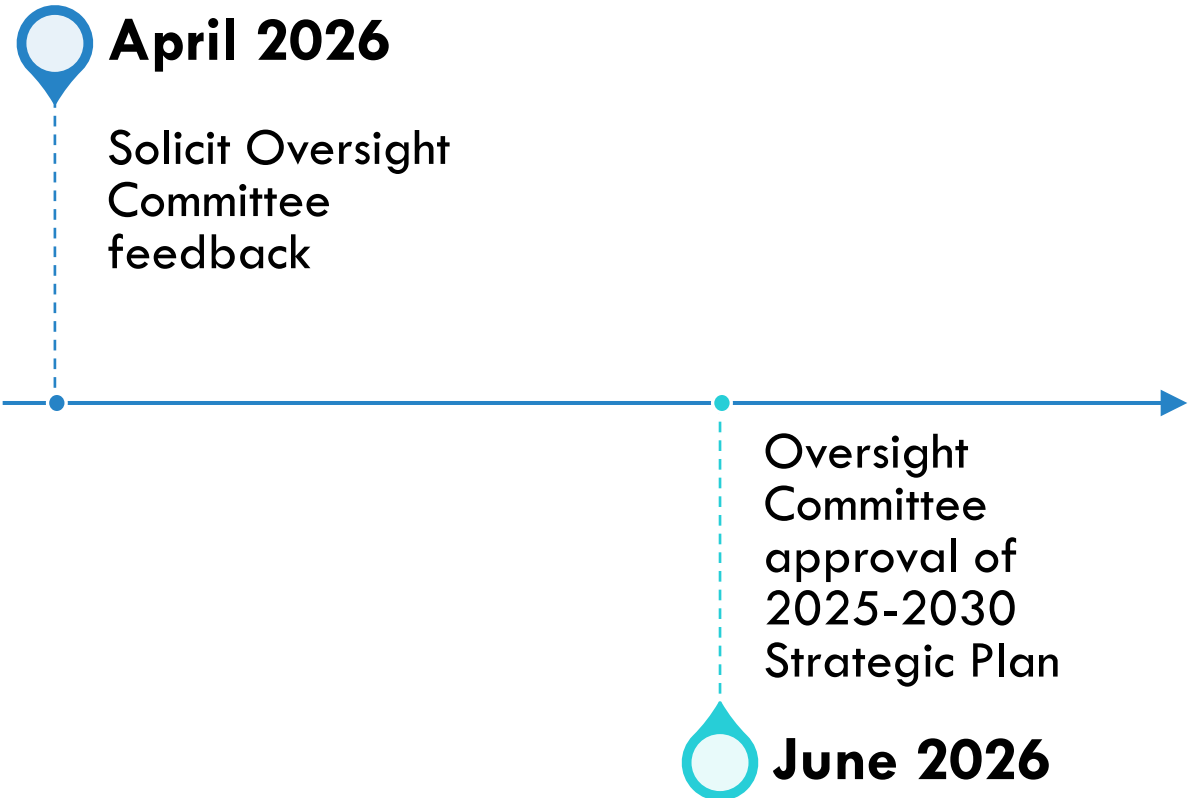 April 2026
Solicit Oversight
Committee
feedback
Oversight
Committee
approval of
2025-2030
Strategic Plan
June 2026